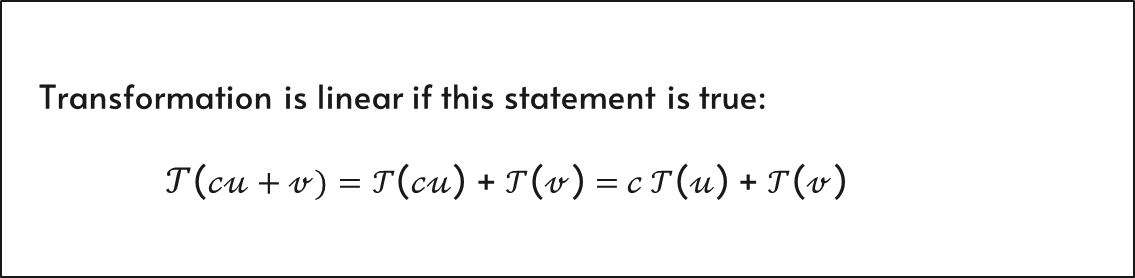 Transformation is linear if this statement is true:
𝒯(cu + v) = 𝒯(cu) + 𝒯(v) = c 𝒯(u) + 𝒯(v)